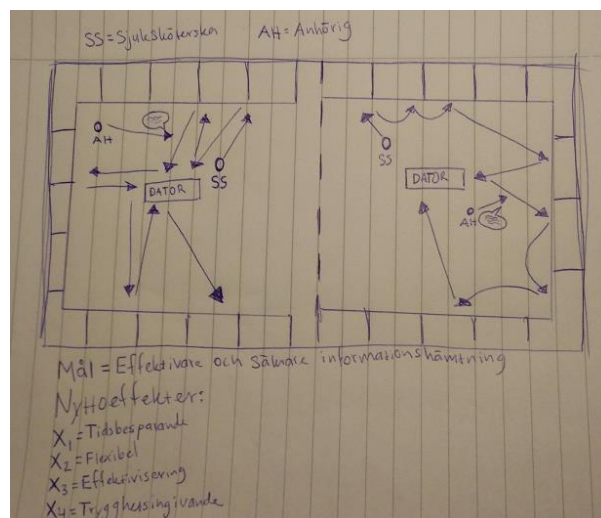 SS = Sjuksköterska AH = Anhörig
AH
DATOR
SS
SS
DATOR
AH
Mål = Effektivare och Säkrare informationshämtning
Nyttoeffekter:
X₁ = Tidsbesparande
X₂ = Flexibel
X₃ = Effektivisering
X₄ = Trygghetsingivande